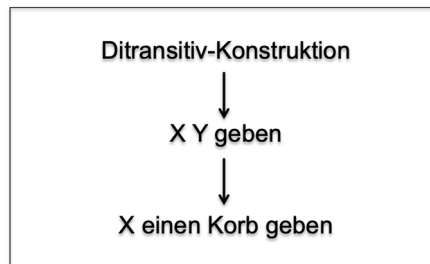 Ditransitiv-Konstruktion
X Y geben
X einen Korb geben